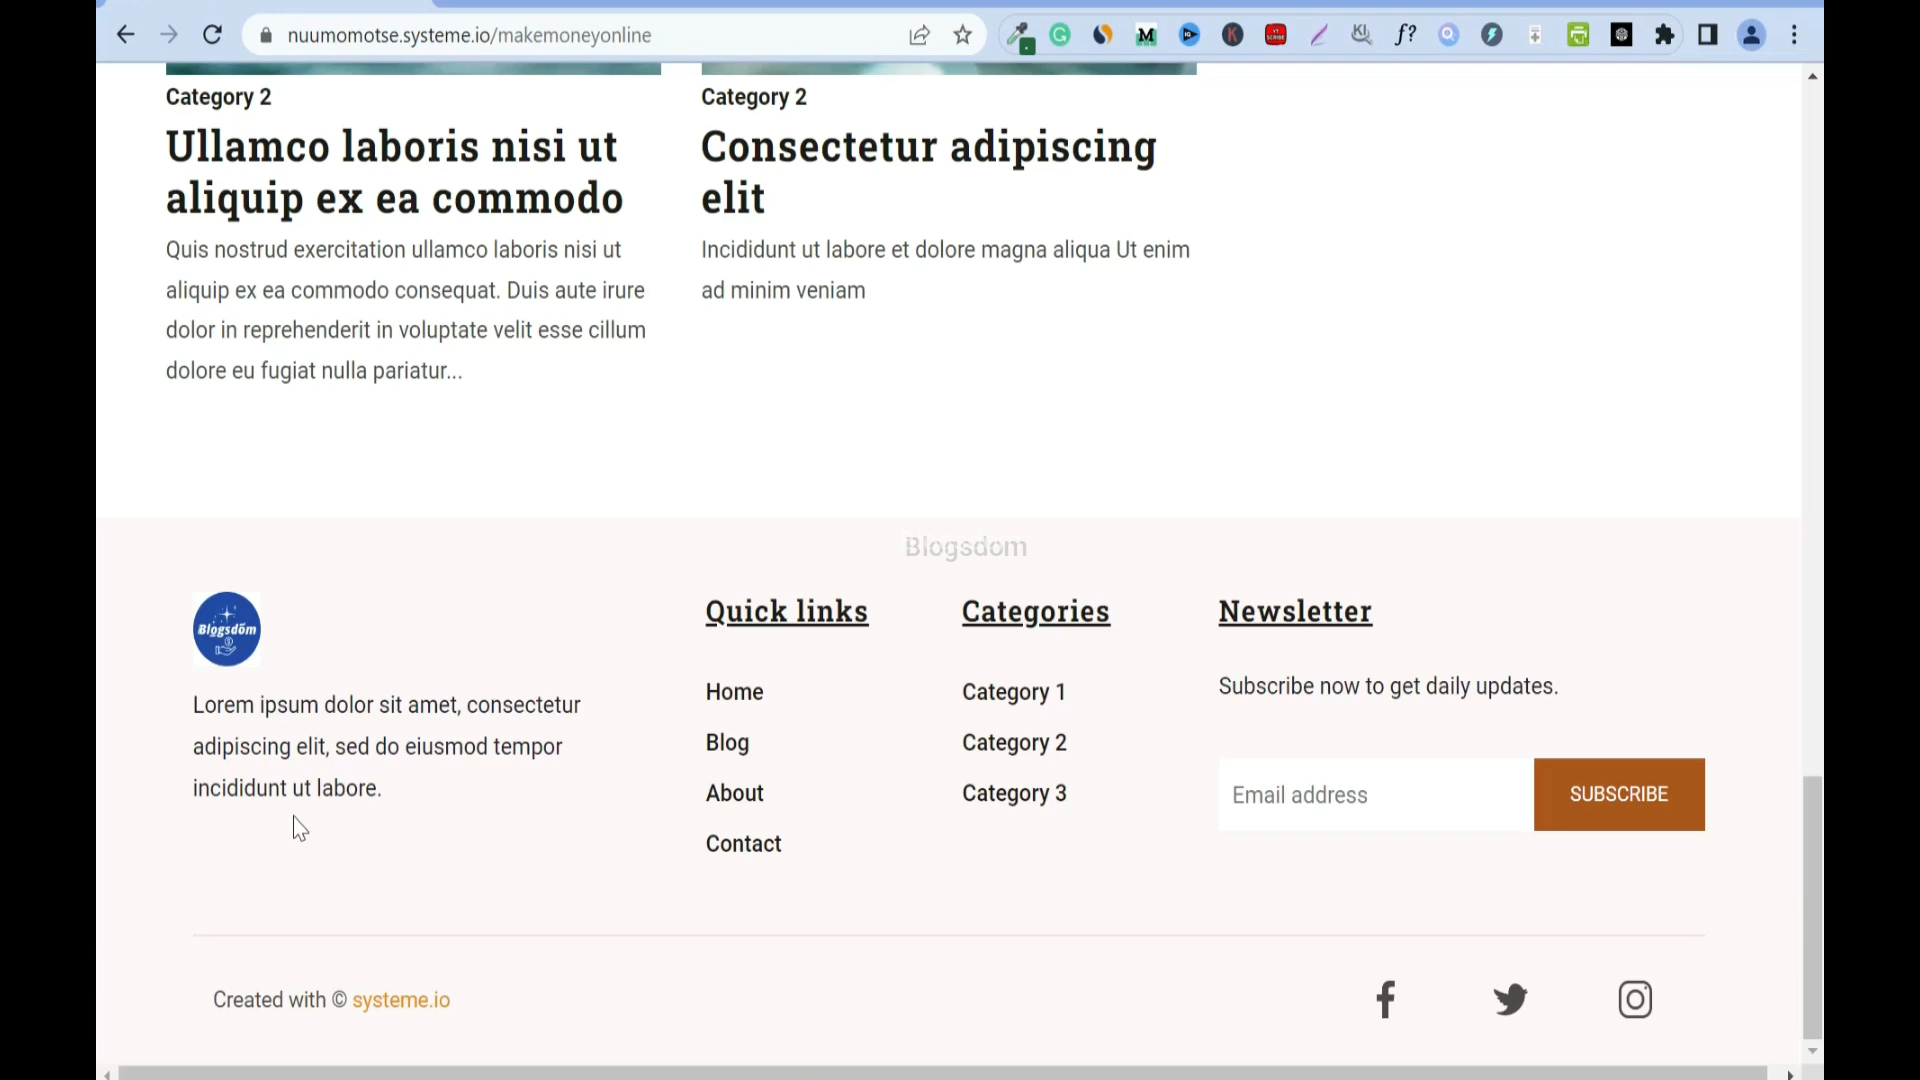 nuumomotse.systeme.io/makemoneyonline
Category 2
Ullamco laboris nisi ut
aliquip ex ea commodo
Quis nostrud exercitation ullamco laboris nisi ut
aliquip ex ea commodo consequat. Duis aute irure
dolor in reprehenderit in voluptate velit esse cillum
dolore eu fugiat nulla pariatur...
Category 2
Consectetur adipiscing
elit
Incididunt ut labore et dolore magna aliqua Ut enim
ad minim veniam
Blogsdom
Blogsdom
Lorem ipsum dolor sit amet, consectetur
adipiscing elit, sed do eiusmod tempor
incididunt ut labore.
Quick links
Home
Blog
About
Contact
Categories
Category 1
Category 2
Category 3
Newsletter
Subscribe now to get daily updates.
Email address
SUBSCRIBE
Created with © systeme.io